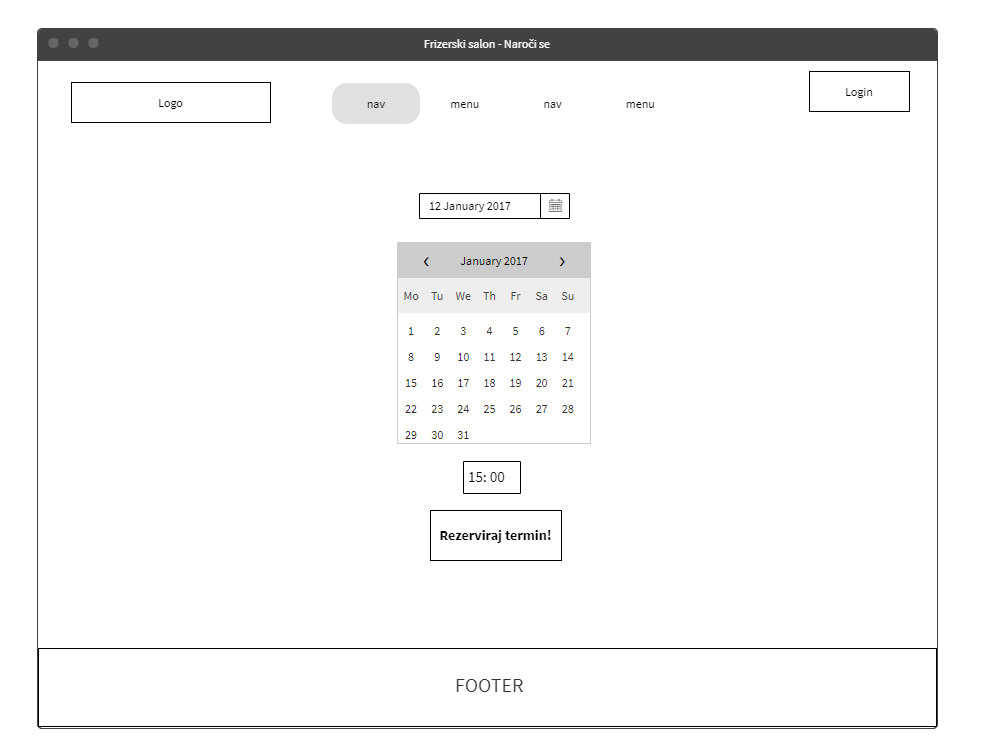 Frizerski salon - Naroči se
Logo
nav menu nav menu
Login
12 January 2017
‹ January 2017 ›
Mo Tu We Th Fr Sa Su
1 2 3 4 5 6 7
8 9 10 11 12 13 14
15 16 17 18 19 20 21
22 23 24 25 26 27 28
29 30 31
15: 00
Rezerviraj termin!
FOOTER